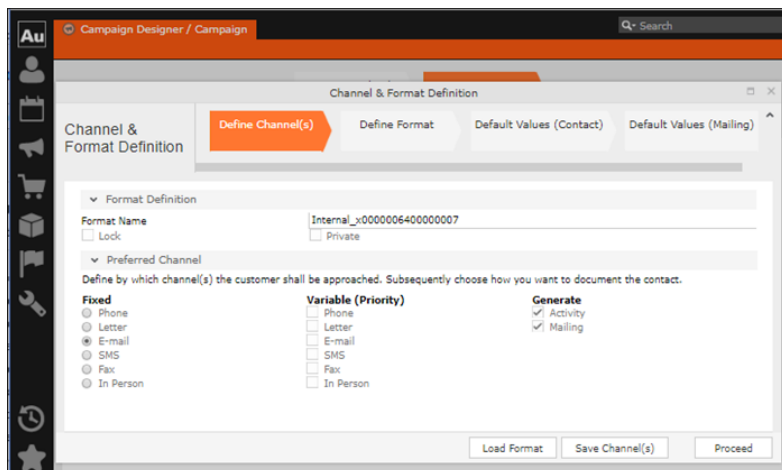 Au
Campaign Designer / Campaign
Search
Channel & Format Definition
Channel &
Format Definition
Define Channel(s)
Define Format
Default Values (Contact)
Default Values (Mailing)
Format Definition
Format Name
Internal_x0000006400000007
Lock
Private
Preferred Channel
Define by which channel(s) the customer shall be approached. Subsequently choose how you want to document the contact.
Fixed
Variable (Priority)
Generate
Phone
Phone
Activity
Letter
Letter
Mailing
E-mail
E-mail
SMS
SMS
Fax
Fax
In Person
In Person
Load Format
Save Channel(s)
Proceed